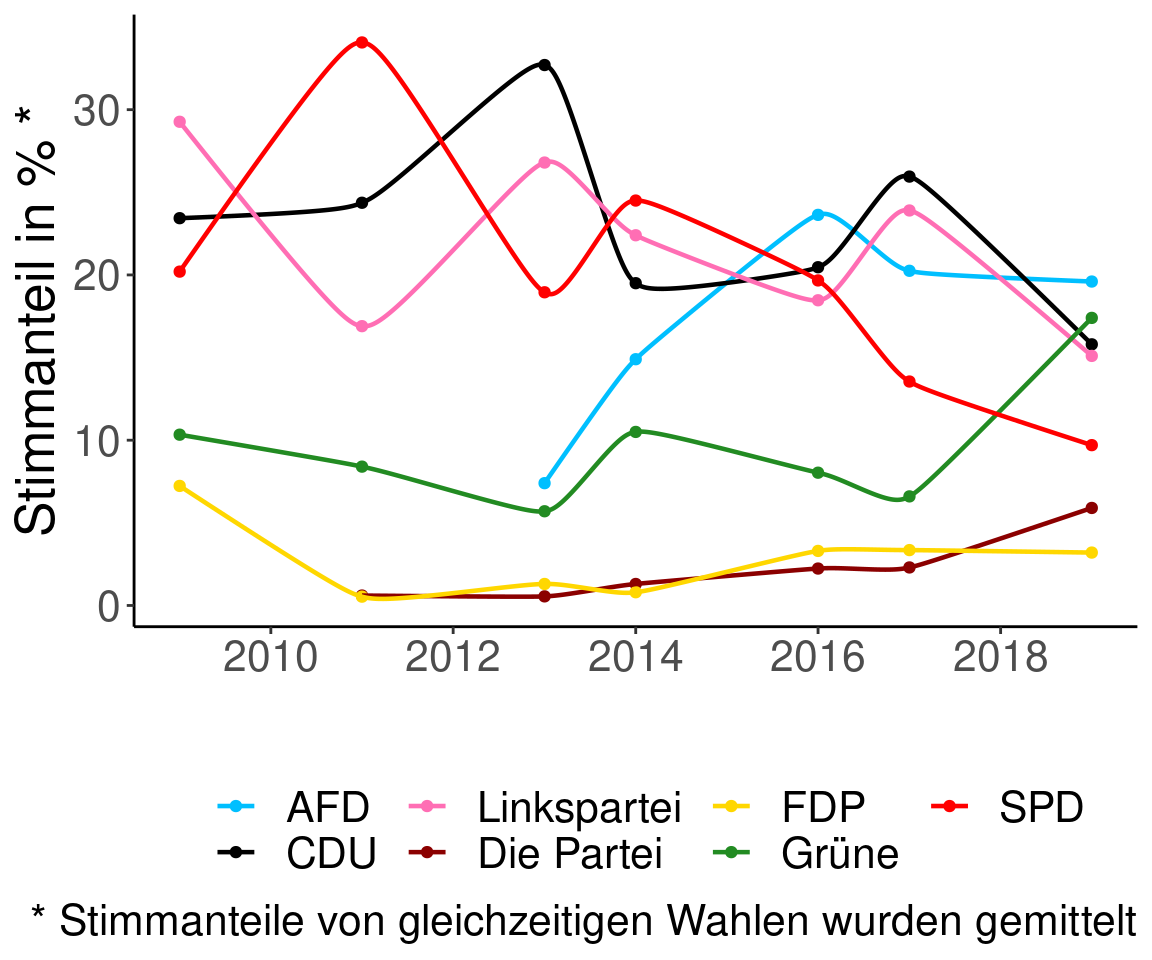 Stimmanteil in % *
30
20
10
0
2010 2012 2014 2016 2018
AFD Linkspartei FDP SPD
CDU Die Partei Grüne
* Stimmanteile von gleichzeitigen Wahlen wurden gemittelt